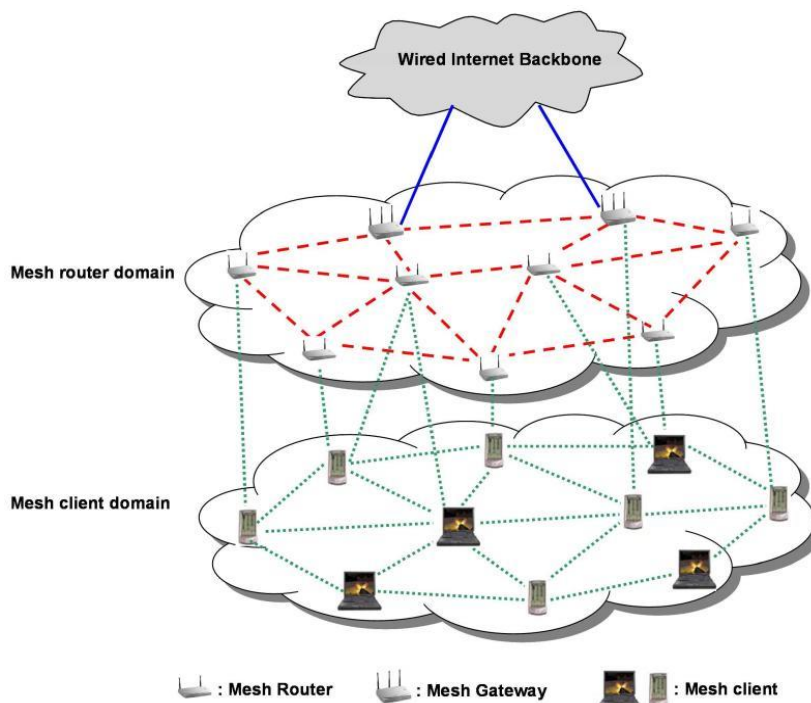 Wired Internet Backbone
Mesh router domain
Mesh client domain
: Mesh Router
: Mesh Gateway
: Mesh client